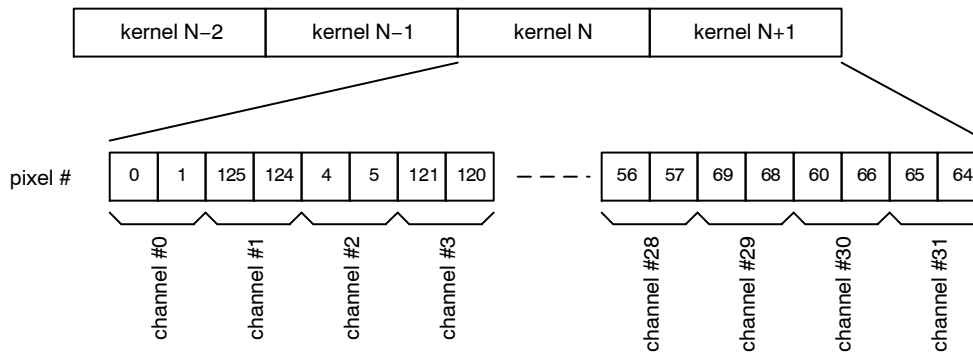 kernel N−2 kernel N−1 kernel N kernel N+1
pixel # 0 1 125 124 4 5 121 120 56 57 69 68 60 66 65 64
channel #0 channel #1 channel #2 channel #3 channel #28 channel #29 channel #30 channel #31